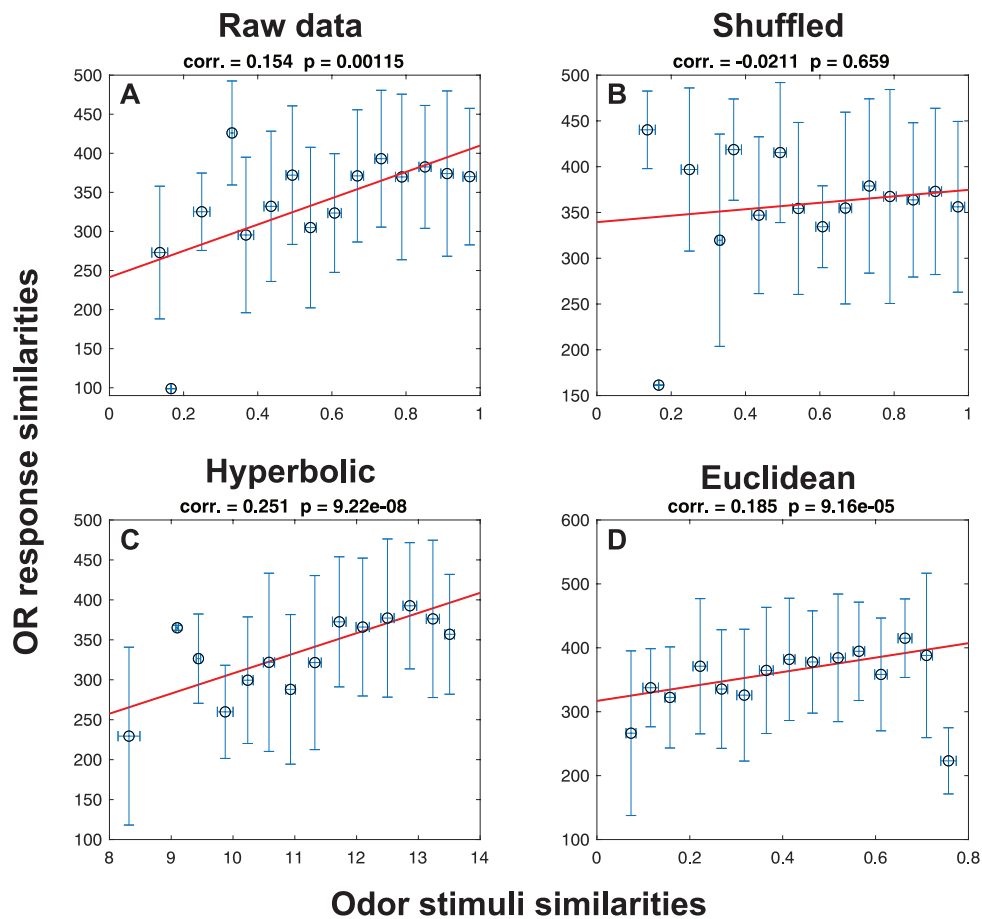 Raw data
corr. = 0.154 p = 0.00115
A
500
450
400
350
300
250
200
150
100
0 0.2 0.4 0.6 0.8 1
Shuffled
corr. = -0.0211 p = 0.659
B
500
450
400
350
300
250
200
150
0 0.2 0.4 0.6 0.8 1
OR response similarities
Hyperbolic
corr. = 0.251 p = 9.22e-08
C
500
450
400
350
300
250
200
150
100
8 9 10 11 12 13 14
Euclidean
corr. = 0.185 p = 9.16e-05
D
600
500
400
300
200
100
0 0.2 0.4 0.6 0.8
Odor stimuli similarities